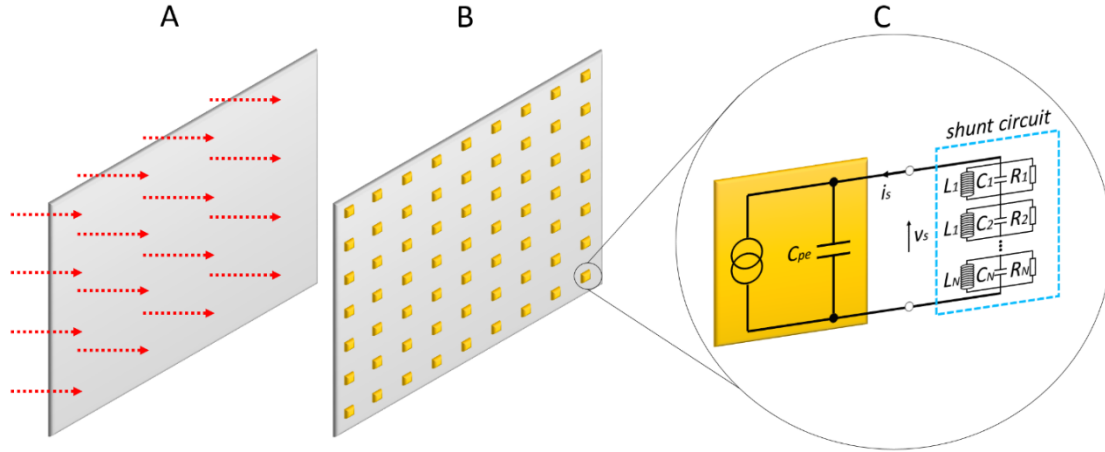 A
B
C
shunt circuit
L1 C1 R1
L1 C2 R2
LN CN RN
is
vs
Cpe